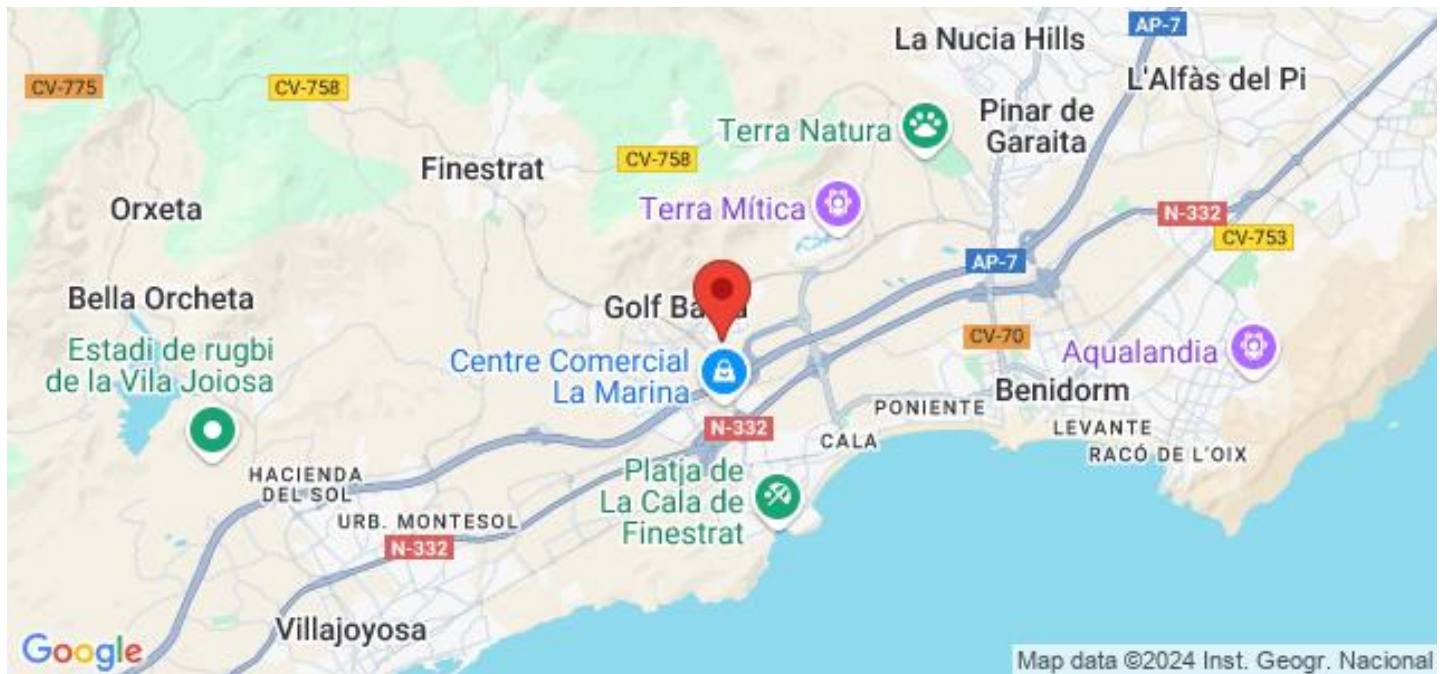 AP-7
La Nucia Hills
L'Alfàs del Pi
CV-775
CV-758
Pinar de
Garaita
Terra Natura
CV-758
Finestrat
Orxeta
Terra Mítica
N-332
CV-753
AP-7
Bella Orcheta
Golf Ba
Estadi de rugbi
de la Vila Joiosa
Centre Comercial
La Marina
CV-70
Aqualandia
Benidorm
PONIENTE
LEVANTE
N-332
CALA
RACÓ DE L'OIX
HACIENDA
DEL SOL
Platja de
La Cala de
Finestrat
URB. MONTESOL
N-332
Villajoyosa
Google
Map data ©2024 Inst. Geogr. Nacional